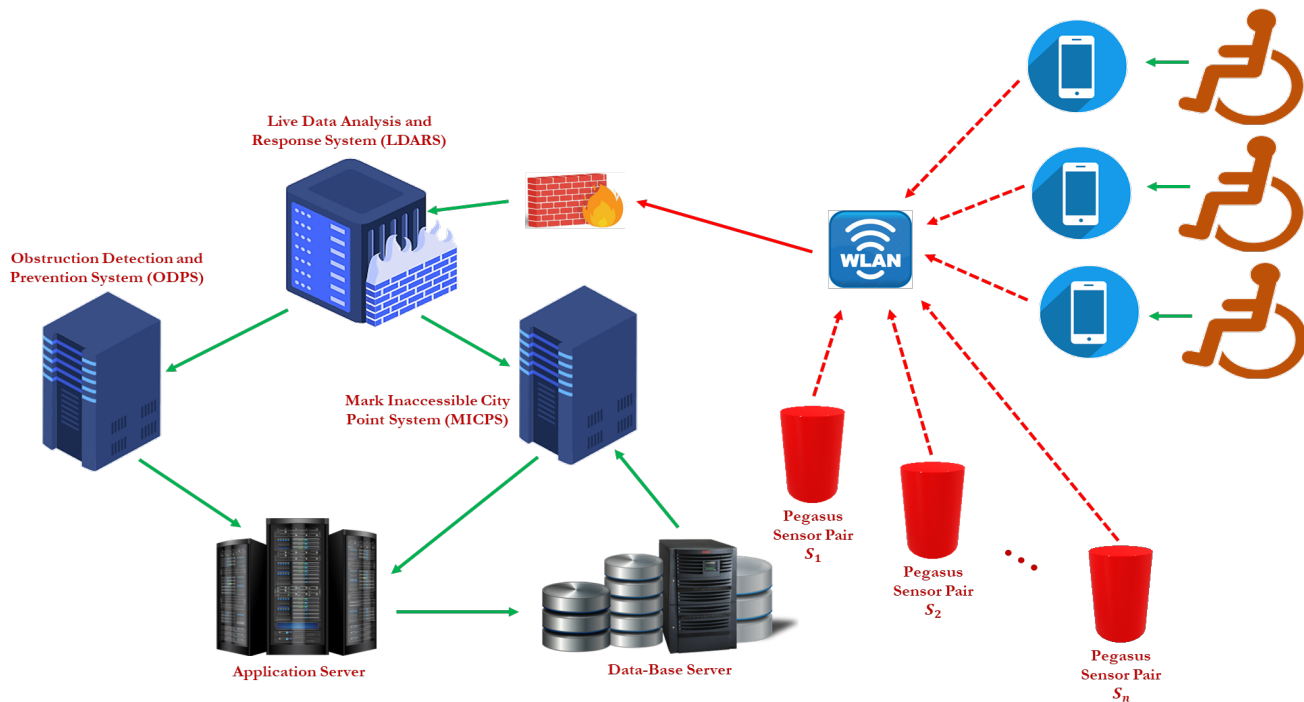 Live Data Analysis and
Response System (LDARS)
WLAN
Obstruction Detection and
Prevention System (ODPS)
Mark Inaccessible City
Point System (MICPS)
Pegasus
Sensor Pair
S₁
Pegasus
Sensor Pair
S₂
Pegasus
Sensor Pair
Sₙ
Application Server
Data-Base Server